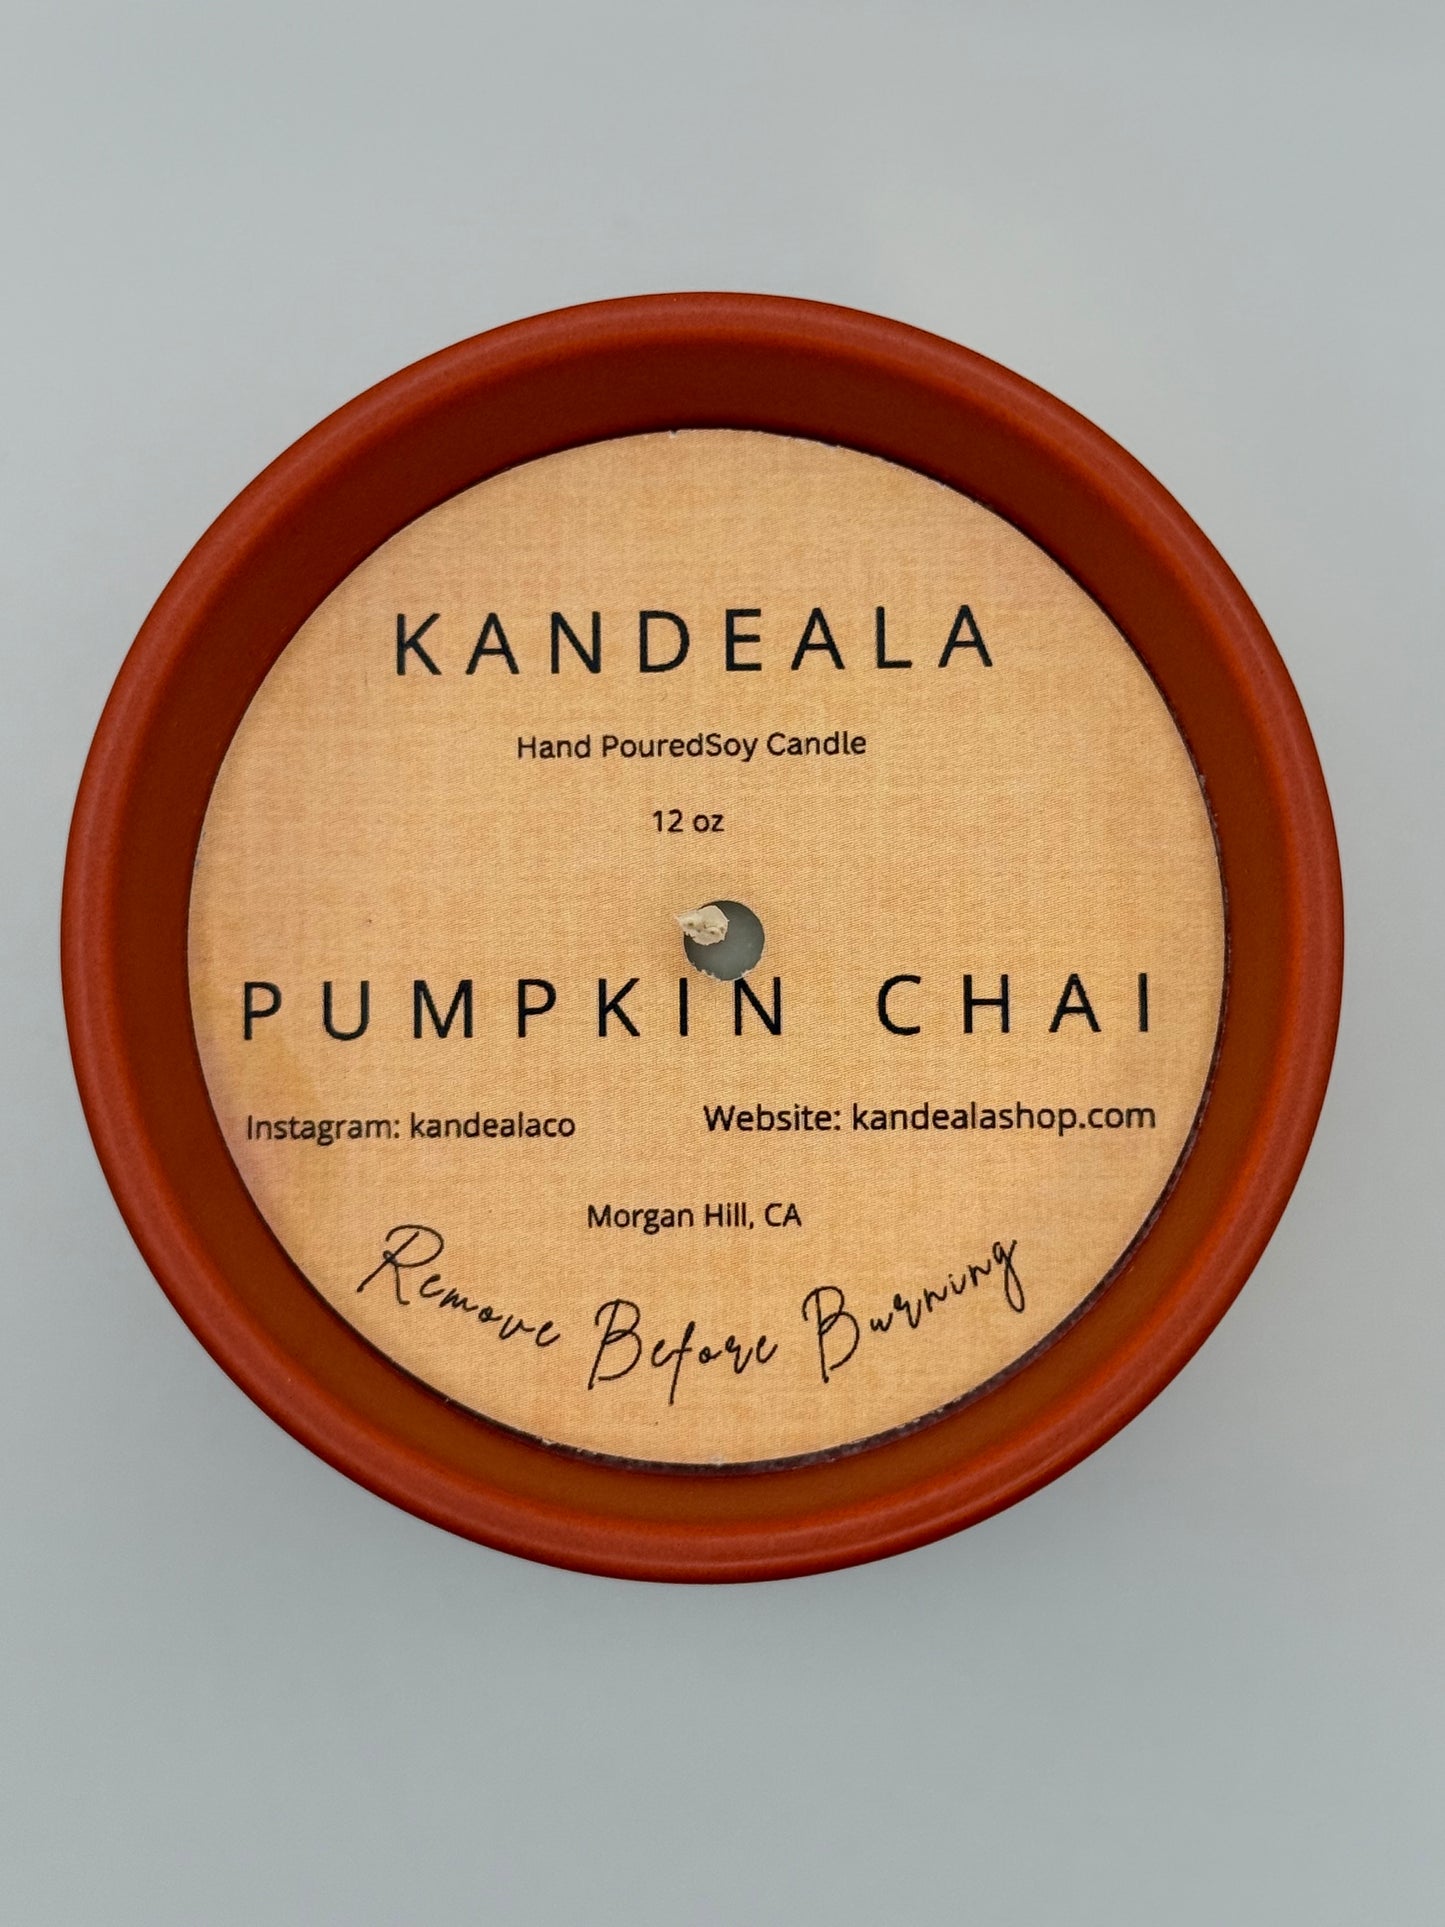 KANDEALA
Hand PouredSoy Candle
12 oz
PUMPKIN CHAI
Instagram: kandealaco
Website: kandealashop.com
Morgan Hill, CA
Remove Before Burning